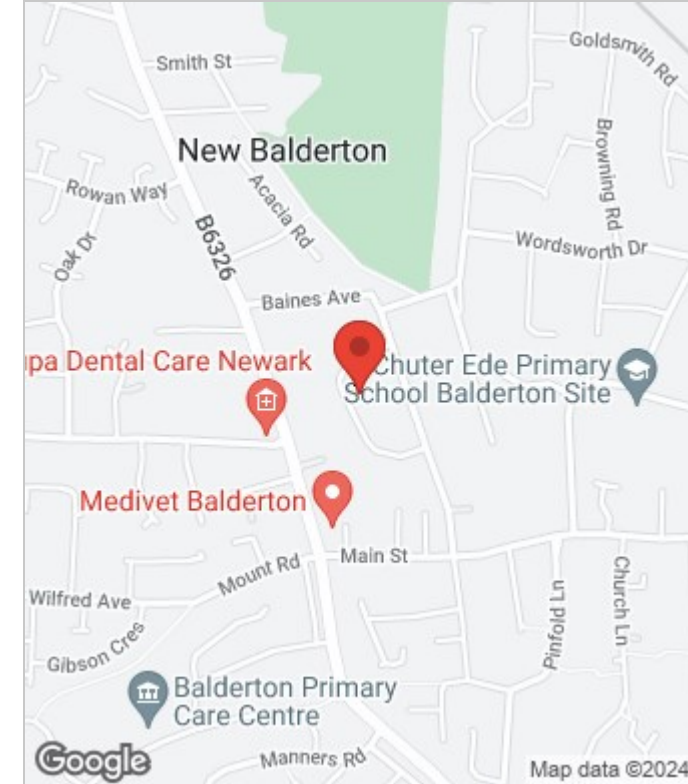 Goldsmith Rd
Smith St
New Balderton
Browning Rd
Acacia Rd
Rowan Way
B6326
Wordsworth Dr
Oak Dr
Baines Ave
upa Dental Care Newark
Chuter Ede Primary
School Balderton Site
Medivet Balderton
Main St
Mount Rd
Wilfred Ave
Church Ln
Pinfold Ln
Gibson Cres
Balderton Primary
Care Centre
Manners Rd
Google
Map data ©2024